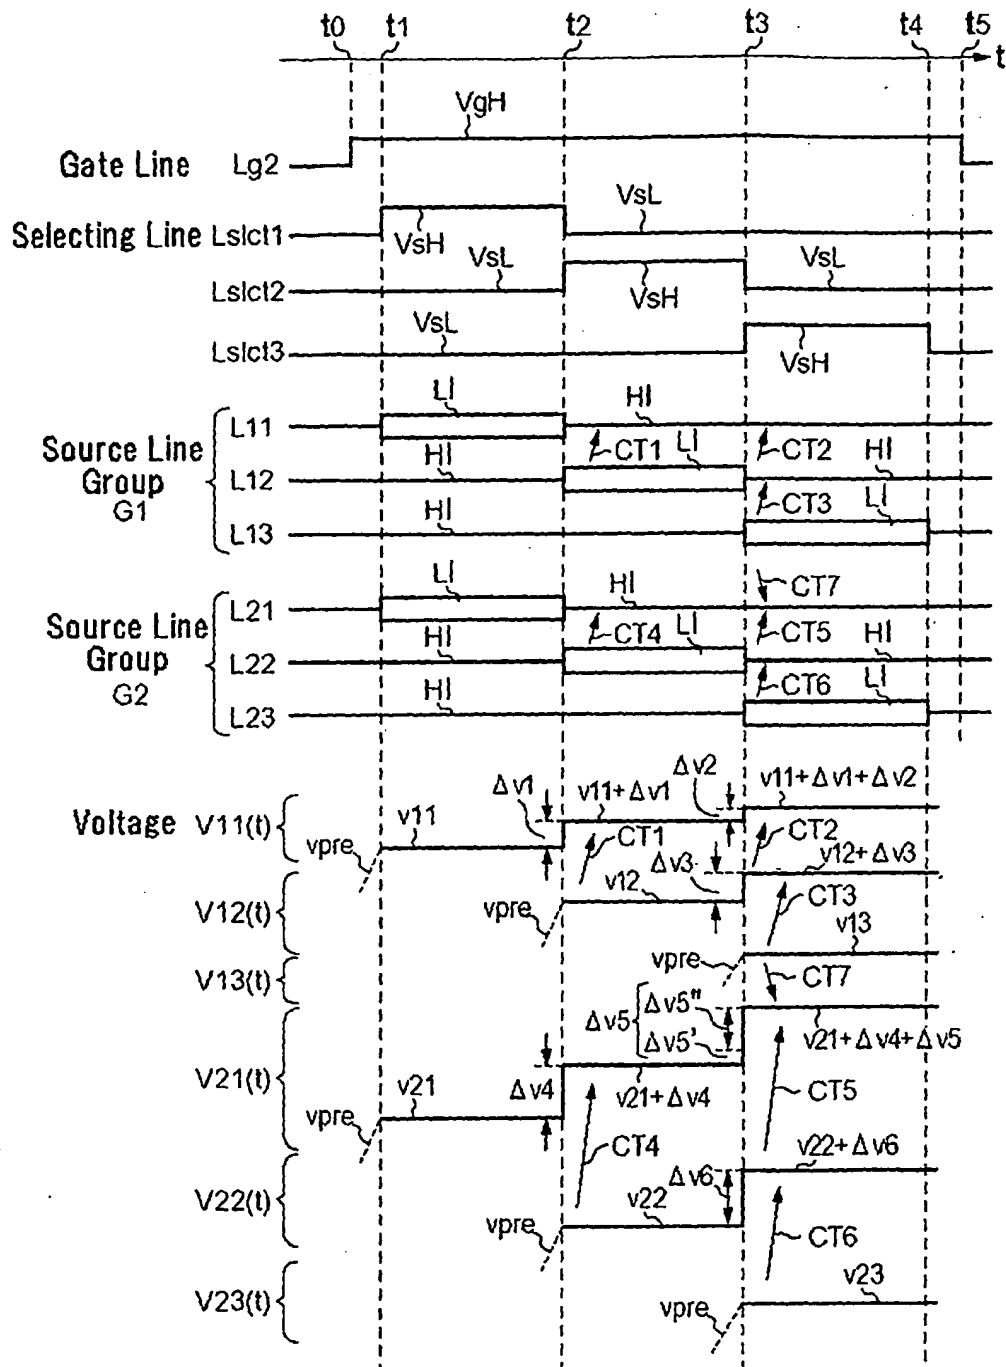 t0 t1 t2 t3 t4 t5
t
VgH
Gate Line Lg2
VsL
Selecting Line Lslct1
VsH
VsL VsL
Lslct2
VsH
VsL
Lslct3
VsH
LI HI
L11
Source Line Group G1
CT1 LI CT2 HI
HI
L12
CT3 LI
HI
L13
LI HI CT7
L21
Source Line Group G2
CT4 LI CT5 HI
HI
L22
CT6 LI
HI
L23
Δv1 v11+Δv1 Δv2 v11+Δv1+Δv2
Voltage V11(t)
v11
vpre CT1 CT2
Δv3 v12+Δv3
v12
V12(t)
vpre CT3
v13
vpre
V13(t)
CT7
Δv5 Δv5" Δv5'
v21+Δv4+Δv5
V21(t)
v21 Δv4
v21+Δv4
CT5
vpre
CT4 v22+Δv6
Δv6
V22(t)
v22
vpre
CT6
v23
V23(t)
vpre